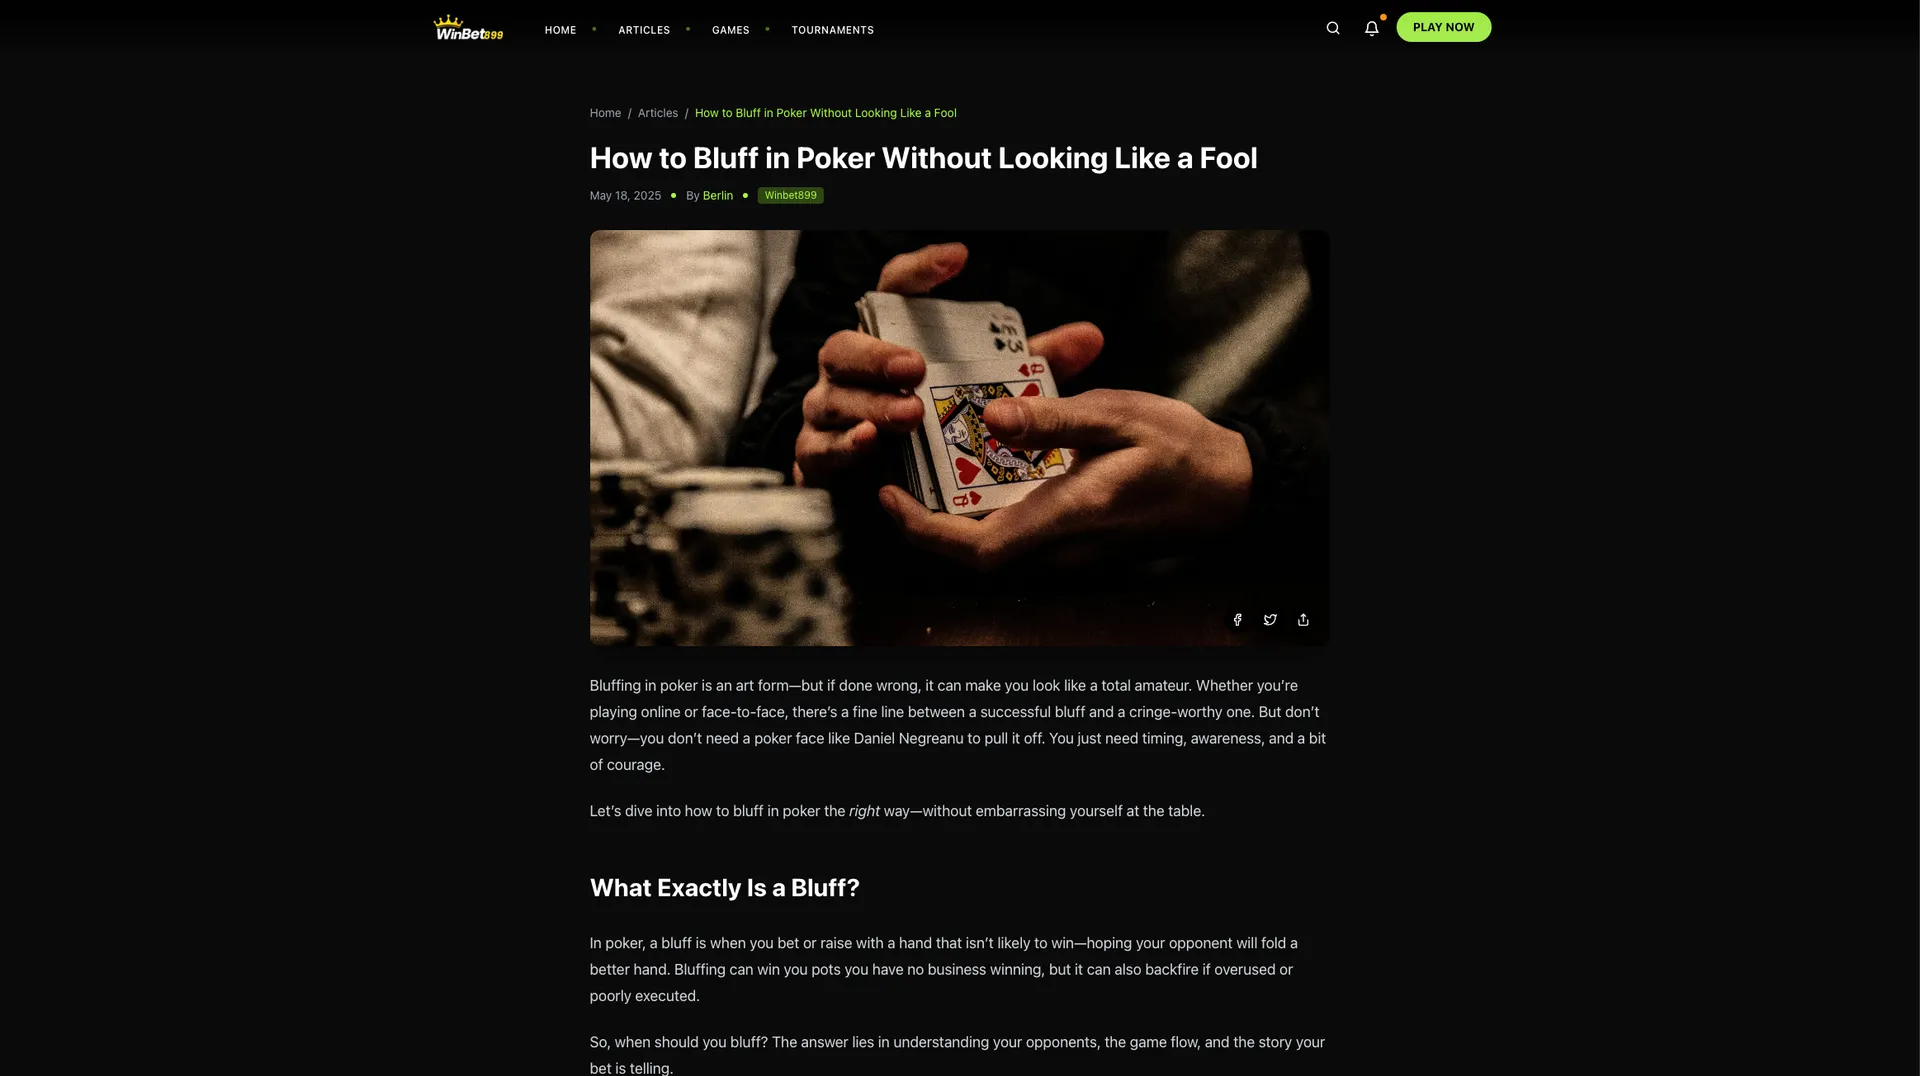 WinBet899
HOME
ARTICLES
GAMES
TOURNAMENTS
PLAY NOW
Home / Articles / How to Bluff in Poker Without Looking Like a Fool
How to Bluff in Poker Without Looking Like a Fool
May 18, 2025 • By Berlin • Winbet899
3
Q
Q
Bluffing in poker is an art form—but if done wrong, it can make you look like a total amateur. Whether you’re
playing online or face-to-face, there’s a fine line between a successful bluff and a cringe-worthy one. But don’t
worry—you don’t need a poker face like Daniel Negreanu to pull it off. You just need timing, awareness, and a bit
of courage.
Let’s dive into how to bluff in poker the right way—without embarrassing yourself at the table.
What Exactly Is a Bluff?
In poker, a bluff is when you bet or raise with a hand that isn’t likely to win—hoping your opponent will fold a
better hand. Bluffing can win you pots you have no business winning, but it can also backfire if overused or
poorly executed.
So, when should you bluff? The answer lies in understanding your opponents, the game flow, and the story your
bet is telling.